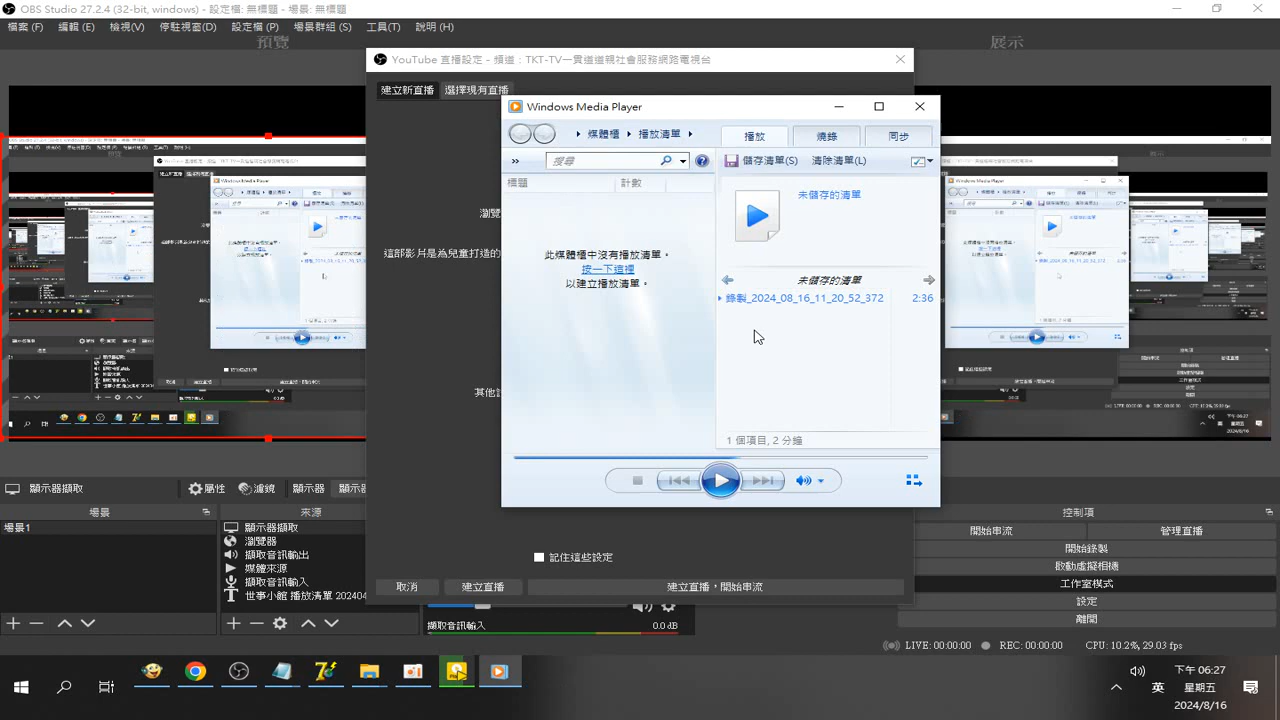 OBS Studio 27.2.4 (32-bit, windows) - 設定檔: 無標題 - 場景: 無標題
檔案 (F) 編輯 (E) 檢視(V) 停駐視窗(D) 設定檔 (P) 場景群組 (S) 工具(T) 說明 (H)
預覽
展示
YouTube 直播設定 - 頻道：TKT-TV一貫道道親社會服務網路電視台
建立新直播 選擇現有直播
Windows Media Player
媒體櫃 播放清單
播放 燒錄 同步
搜尋
儲存清單(S) 清除清單(L)
標題 計數
未儲存的清單
瀏覽
這部影片是為兒童打造的
此媒體櫃中沒有播放清單。
按一下這裡
以建立播放清單。
未儲存的清單
錄製_2024_08_16_11_20_52_372 2:36
其他
1 個項目, 2 分鐘
記住這些設定
取消 建立直播 建立直播，開始串流
顯示器擷取 屬性 濾鏡 顯示器
場景
場景1
來源
顯示器擷取
瀏覽器
擷取音訊輸出
媒體來源
擷取音訊輸入
世事小館 播放清單 202404
擷取音訊輸入 0.0 dB
控制項
開始串流 管理直播
開始錄製
啟動虛擬相機
工作室模式
設定
離開
LIVE: 00:00:00 REC: 00:00:00 CPU: 10.2%, 29.03 fps
英
下午 06:27
星期五
2024/8/16